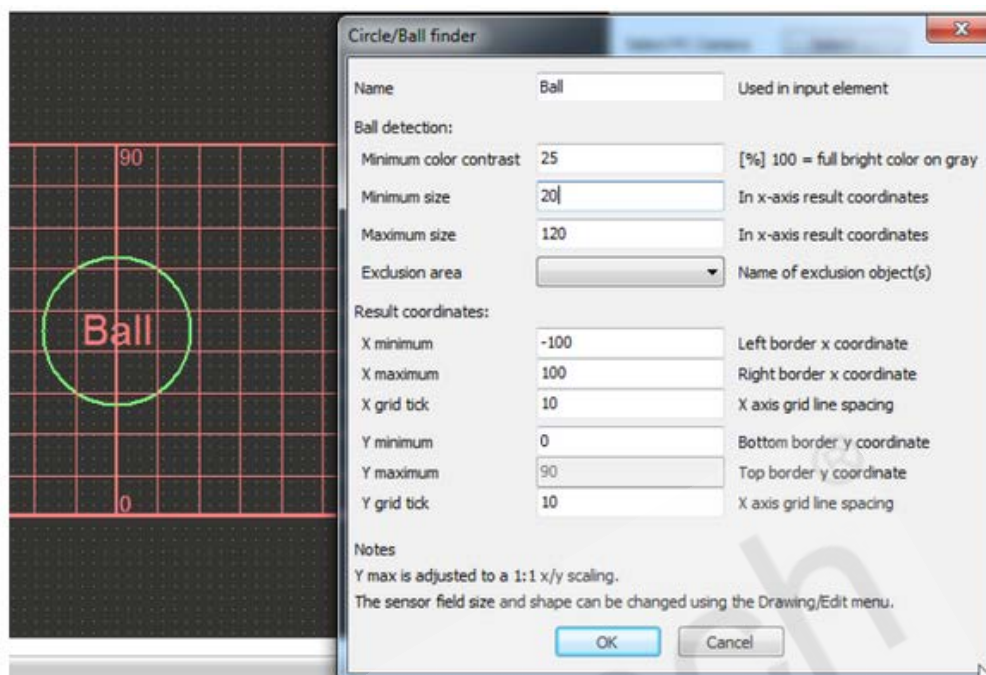 Circle/Ball finder
Name Ball Used in input element
Ball detection:
Minimum color contrast 25 [%] 100 = full bright color on gray
Minimum size 20 In x-axis result coordinates
Maximum size 120 In x-axis result coordinates
Exclusion area Name of exclusion object(s)
Result coordinates:
X minimum -100 Left border x coordinate
X maximum 100 Right border x coordinate
X grid tick 10 X axis grid line spacing
Y minimum 0 Bottom border y coordinate
Y maximum 90 Top border y coordinate
Y grid tick 10 X axis grid line spacing
Notes
Y max is adjusted to a 1:1 x/y scaling.
The sensor field size and shape can be changed using the Drawing/Edit menu.
OK Cancel
90
Ball
0